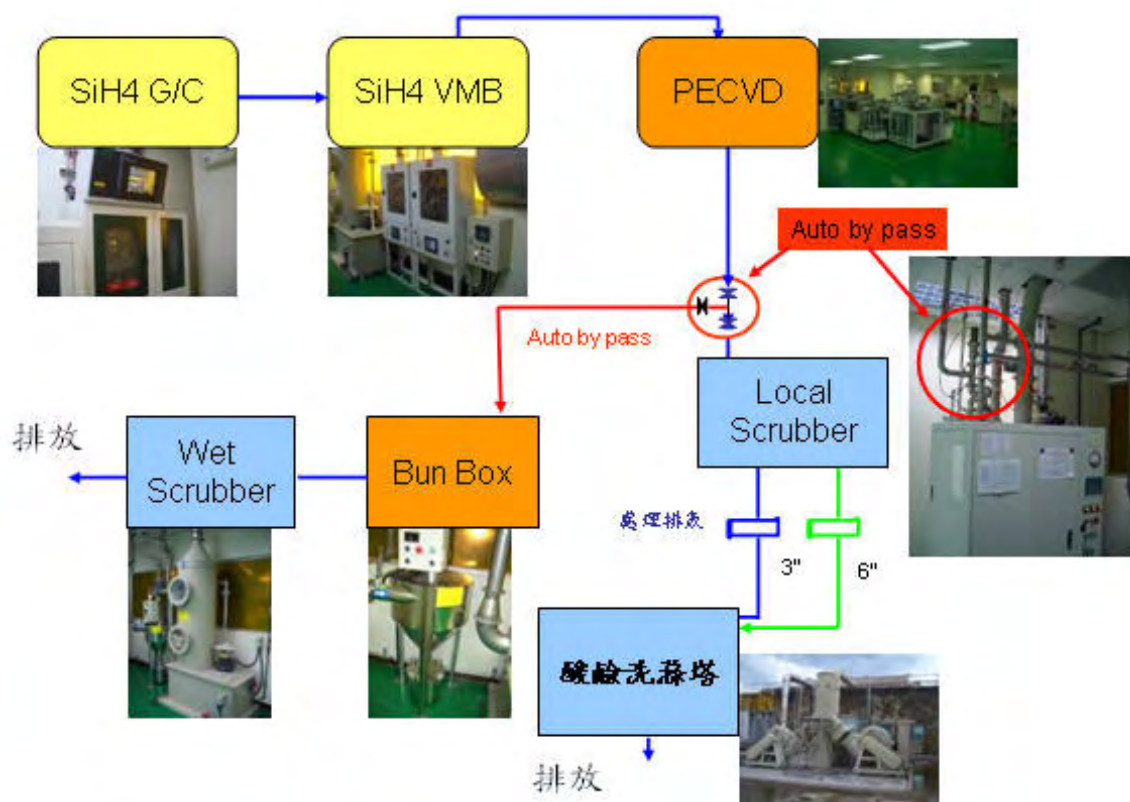 SiH4 G/C
SiH4 VMB
PECVD
Auto by pass
Auto by pass
Local
Scrubber
排放
Wet
Scrubber
Bun Box
處理排氣
3"
6"
酸鹼洗滌塔
排放